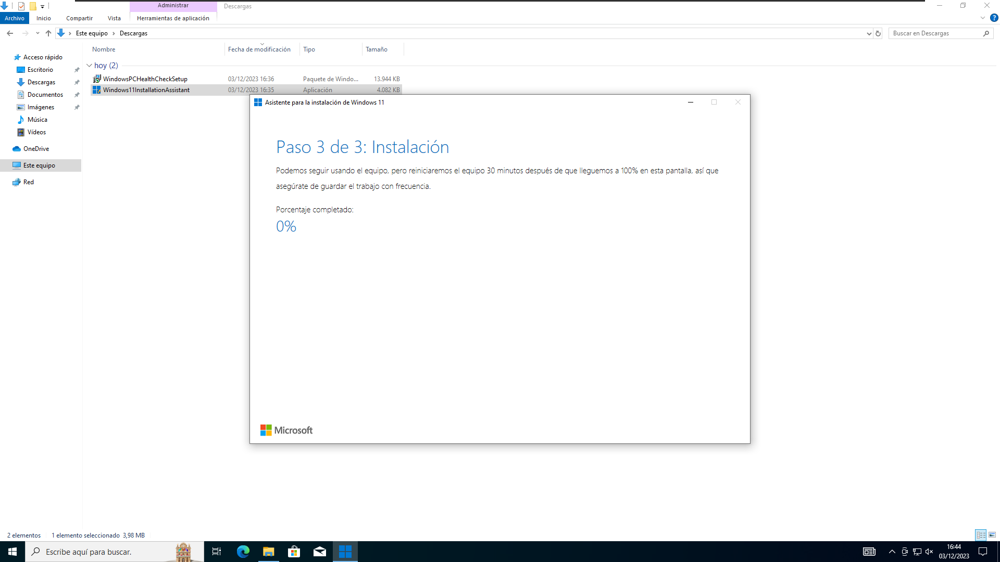 Administrar
Descargas
Archivo
Inicio
Compartir
Vista
Herramientas de aplicación
Este equipo
Descargas
Buscar en Descargas
Nombre
Fecha de modificación
Tipo
Tamaño
Acceso rápido
Escritorio
Descargas
Documentos
Imágenes
Música
Vídeos
OneDrive
Este equipo
Red
hoy (2)
WindowsPCHealthCheckSetup 03/12/2023 16:36 Paquete de Windo... 13.944 KB
Windows11InstallationAssistant 03/12/2023 16:35 Aplicación 4.082 KB
Asistente para la instalación de Windows 11
Paso 3 de 3: Instalación
Podemos seguir usando el equipo, pero reiniciaremos el equipo 30 minutos después de que lleguemos a 100% en esta pantalla, así que
asegúrate de guardar el trabajo con frecuencia.
Porcentaje completado:
0%
Microsoft
2 elementos
1 elemento seleccionado 3,98 MB
Escribe aquí para buscar.
16:44
03/12/2023